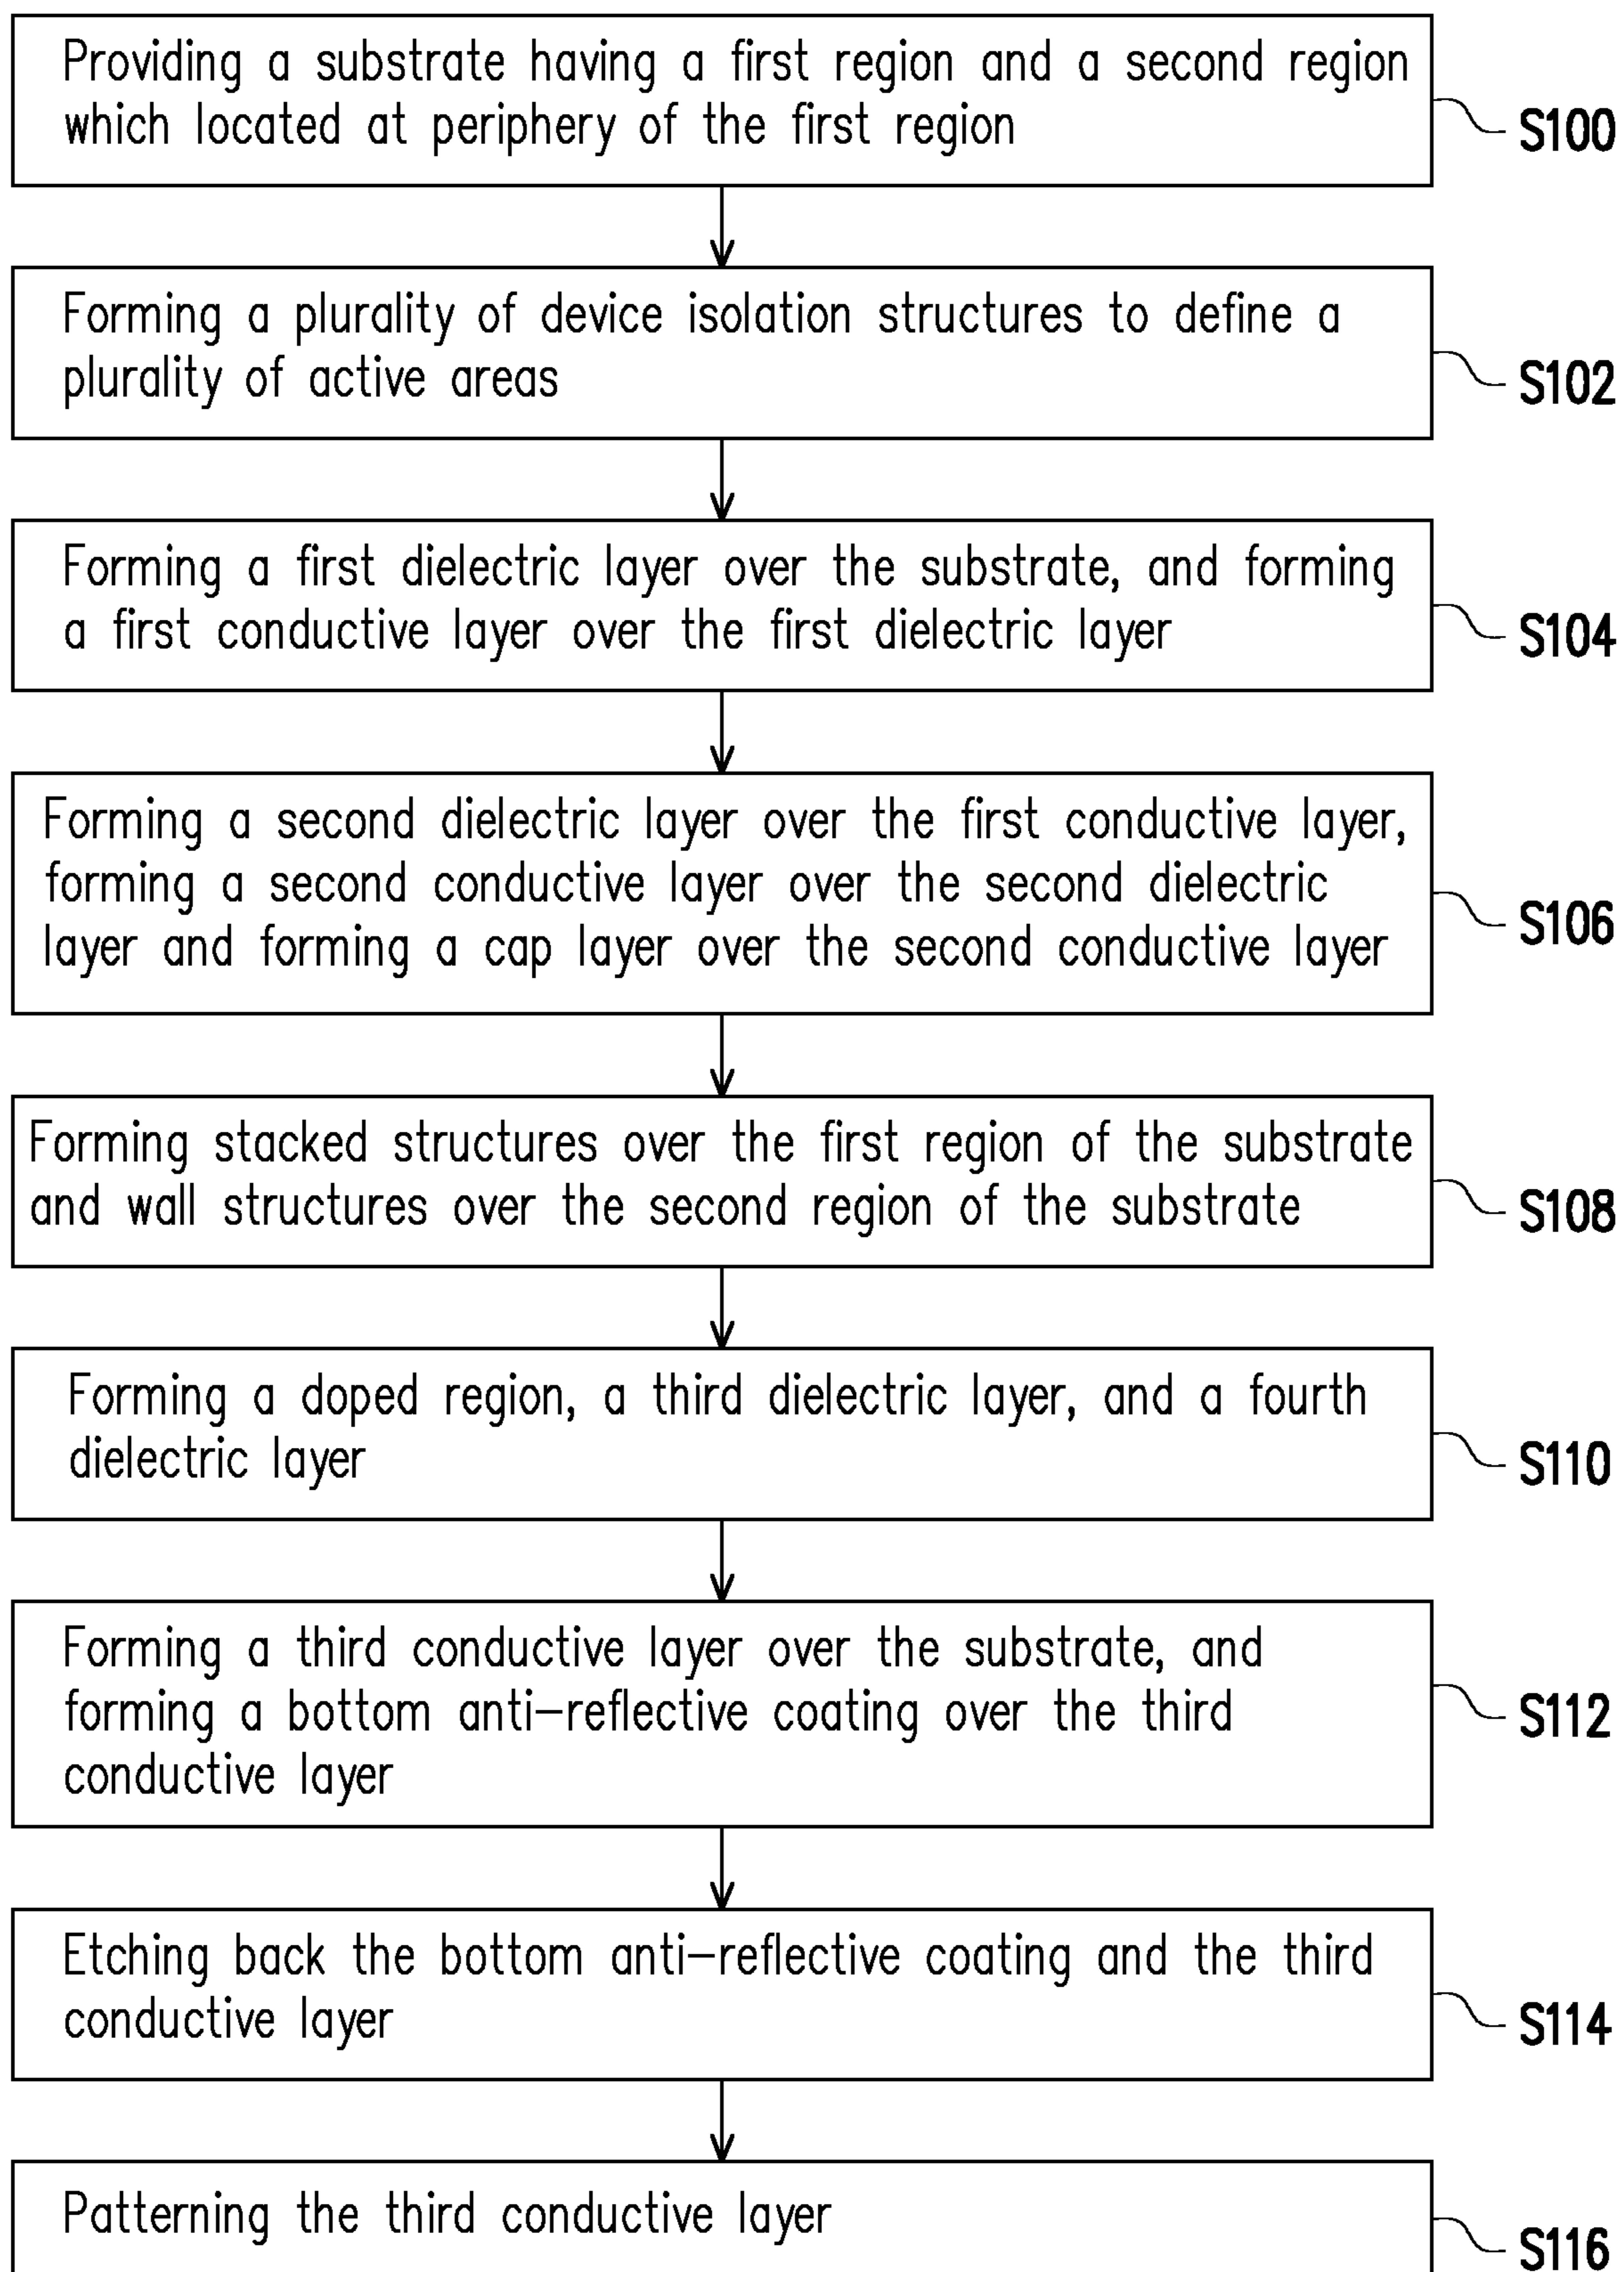 Providing a substrate having a first region and a second region
which located at periphery of the first region
S100
Forming a plurality of device isolation structures to define a
plurality of active areas
S102
Forming a first dielectric layer over the substrate, and forming
a first conductive layer over the first dielectric layer
S104
Forming a second dielectric layer over the first conductive layer,
forming a second conductive layer over the second dielectric
layer and forming a cap layer over the second conductive layer
S106
Forming stacked structures over the first region of the substrate
and wall structures over the second region of the substrate
S108
Forming a doped region, a third dielectric layer, and a fourth
dielectric layer
S110
Forming a third conductive layer over the substrate, and
forming a bottom anti-reflective coating over the third
conductive layer
S112
Etching back the bottom anti-reflective coating and the third
conductive layer
S114
Patterning the third conductive layer
S116